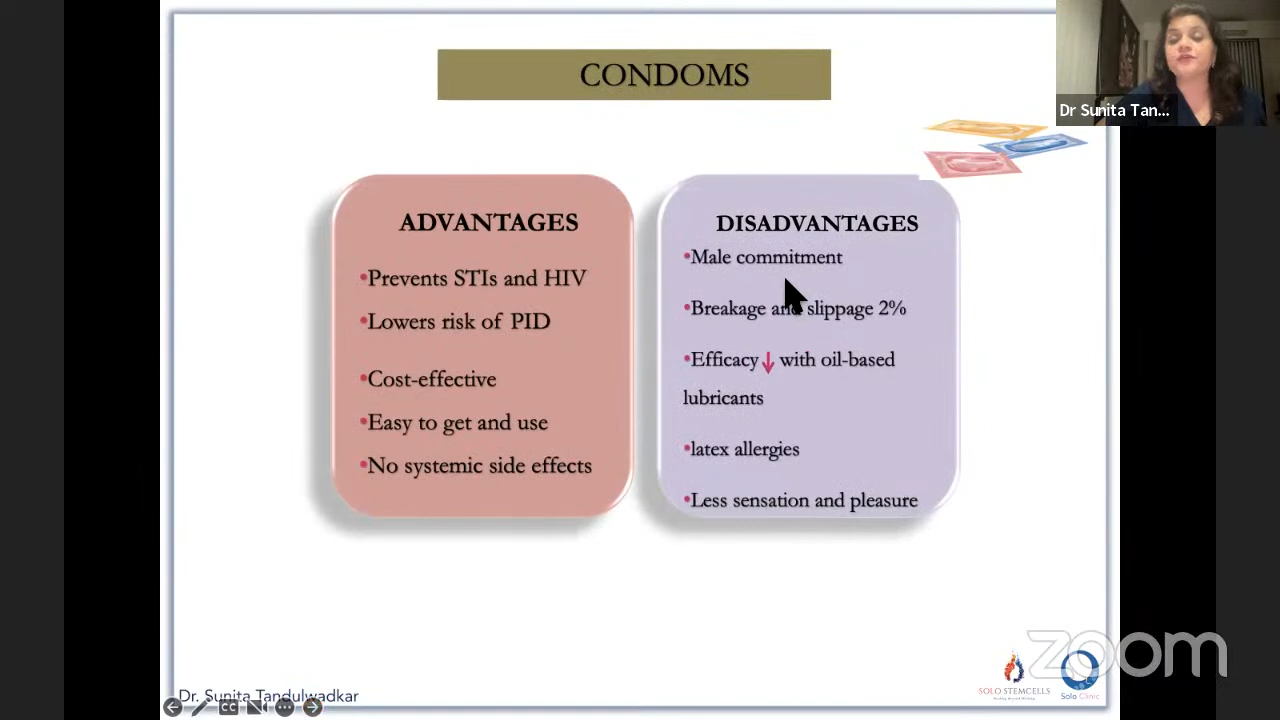 CONDOMS
Dr Sunita Tan...
ADVANTAGES
•Prevents STIs and HIV
•Lowers risk of PID
•Cost-effective
•Easy to get and use
•No systemic side effects
DISADVANTAGES
•Male commitment
•Breakage and slippage 2%
•Efficacy↓ with oil-based
lubricants
•latex allergies
•Less sensation and pleasure
zoom
SOLO STEMCELLS
Solo Clinic
Dr. Sunita Tandulwadkar
CC